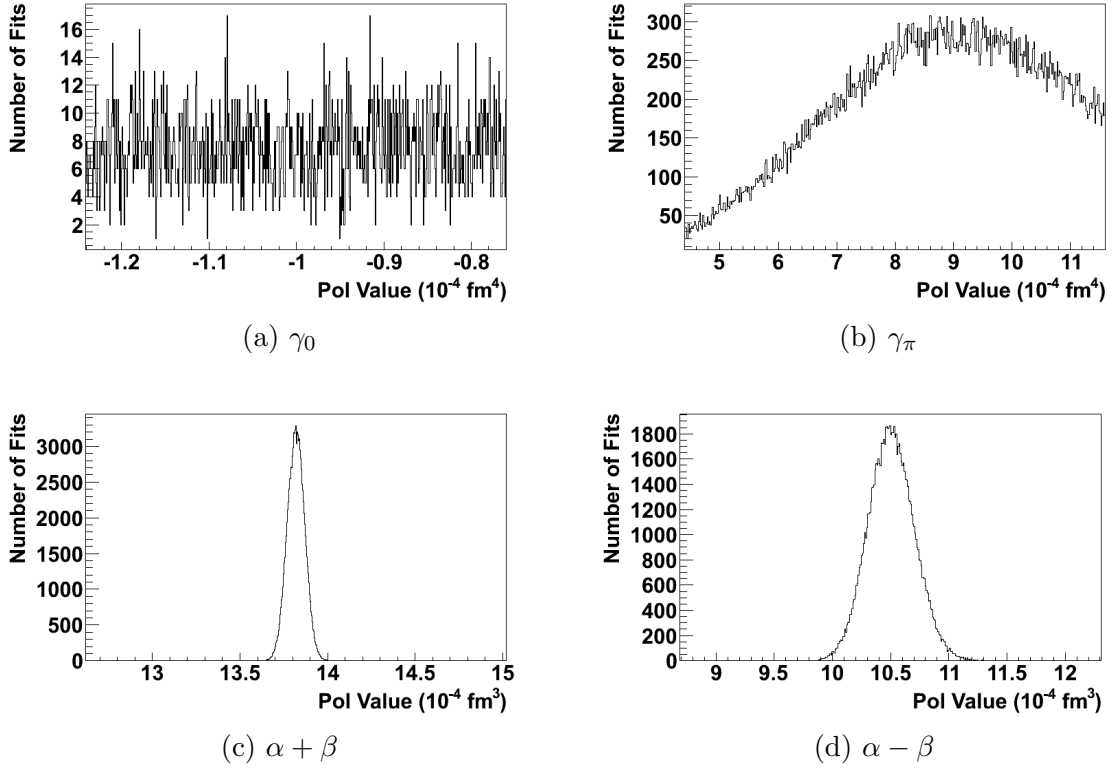 Number of Fits
16
14
12
10
8
6
4
2
-1.2 -1.1 -1 -0.9 -0.8
Pol Value (10⁻⁴ fm⁴)
(a) γ₀
Number of Fits
300
250
200
150
100
50
5 6 7 8 9 10 11
Pol Value (10⁻⁴ fm⁴)
(b) γπ
Number of Fits
3000
2500
2000
1500
1000
500
0
13 13.5 14 14.5 15
Pol Value (10⁻⁴ fm³)
(c) α + β
Number of Fits
1800
1600
1400
1200
1000
800
600
400
200
0
9 9.5 10 10.5 11 11.5 12
Pol Value (10⁻⁴ fm³)
(d) α − β